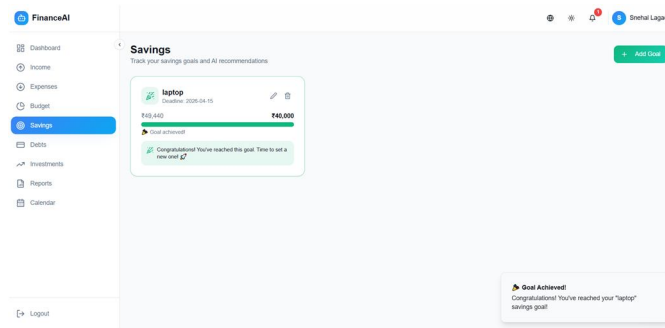 FinanceAI
1
S
Snehal Lagad
Dashboard
Income
Expenses
Budget
Savings
Debts
Investments
Reports
Calendar
Logout
Savings
Track your savings goals and AI recommendations
Add Goal
laptop
Deadline: 2026-04-15
₹49,440
₹40,000
Goal achieved!
Congratulations! You've reached this goal. Time to set a
new one!
Goal Achieved!
Congratulations! You've reached your "laptop"
savings goal!